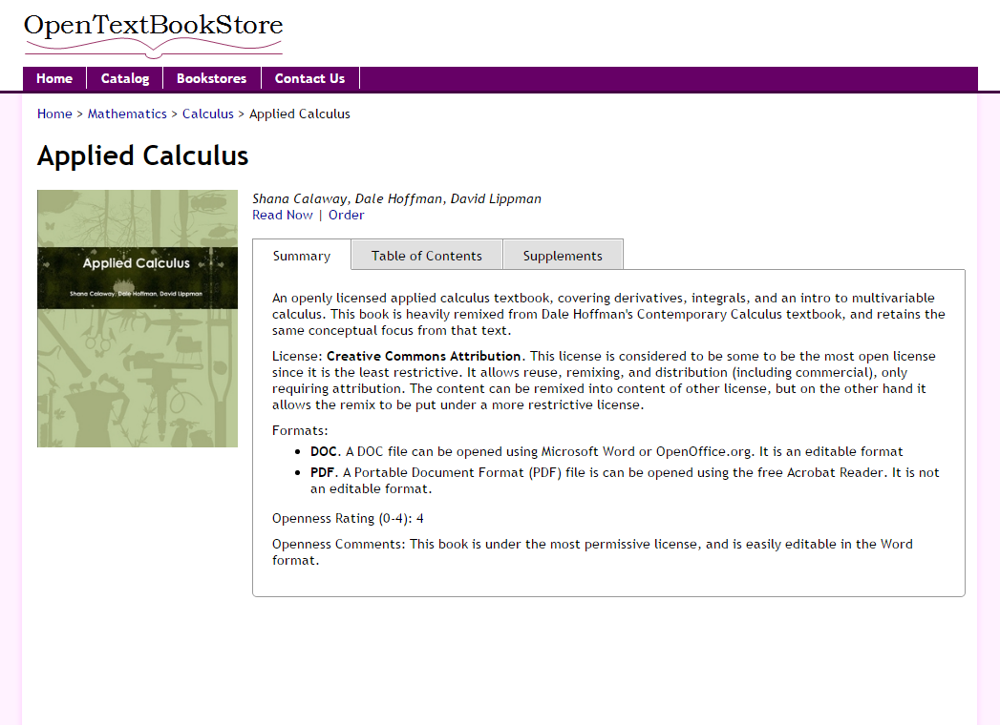 OpenTextBookStore
Home Catalog Bookstores Contact Us
Home > Mathematics > Calculus > Applied Calculus
Applied Calculus
Applied Calculus
Shana Calaway, Dale Hoffman, David Lippman
Shana Calaway, Dale Hoffman, David Lippman
Read Now | Order
Summary Table of Contents Supplements
An openly licensed applied calculus textbook, covering derivatives, integrals, and an intro to multivariable
calculus. This book is heavily remixed from Dale Hoffman's Contemporary Calculus textbook, and retains the
same conceptual focus from that text.
License: Creative Commons Attribution. This license is considered to be some to be the most open license
since it is the least restrictive. It allows reuse, remixing, and distribution (including commercial), only
requiring attribution. The content can be remixed into content of other license, but on the other hand it
allows the remix to be put under a more restrictive license.
Formats:
• DOC. A DOC file can be opened using Microsoft Word or OpenOffice.org. It is an editable format
• PDF. A Portable Document Format (PDF) file is can be opened using the free Acrobat Reader. It is not
an editable format.
Openness Rating (0-4): 4
Openness Comments: This book is under the most permissive license, and is easily editable in the Word
format.